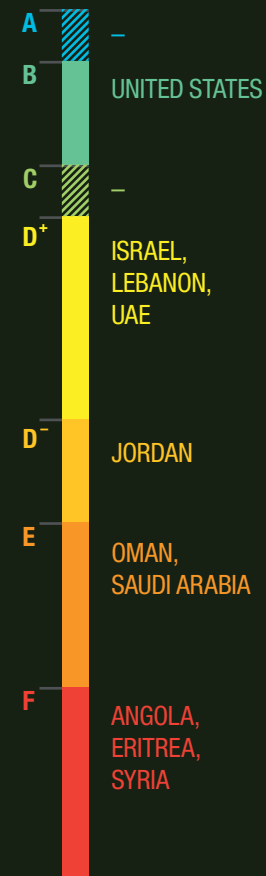 A
–
B
UNITED STATES
C
–
D+
ISRAEL,
LEBANON,
UAE
D–
JORDAN
E
OMAN,
SAUDI ARABIA
F
ANGOLA,
ERITREA,
SYRIA